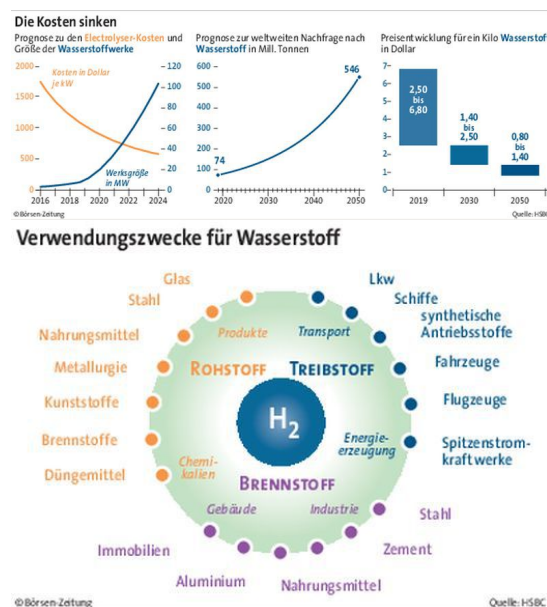 Die Kosten sinken
Prognose zu den Electrolyser-Kosten und
Größe der Wasserstoffwerke
2000
1500
1000
500
0
Kosten in Dollar
je kW
Werksgröße
in MW
120
100
80
60
40
20
0
2016 2018 2020 2022 2024
Prognose zur weltweiten Nachfrage nach
Wasserstoff in Mill. Tonnen
600
500
400
300
200
100
0
74
546
2020 2030 2040 2050
Preisentwicklung für ein Kilo Wasserstof
in Dollar
7
6
5
4
3
2
1
0
2,50
bis
6,80
1,40
bis
2,50
0,80
bis
1,40
2019 2030 2050
© Börsen-Zeitung
Quelle: HSBC
Verwendungszwecke für Wasserstoff
Glas
Stahl
Nahrungsmittel
Metallurgie
Kunststoffe
Brennstoffe
Düngemittel
Produkte
ROHSTOFF
Chemi-
kalien
Lkw
Schiffe
synthetische
Antriebsstoffe
Fahrzeuge
Flugzeuge
Spitzenstrom-
kraftwerke
Transport
TREIBSTOFF
Energie-
erzeugung
H2
BRENNSTOFF
Gebäude
Industrie
Immobilien
Aluminium
Nahrungsmittel
Zement
Stahl
© Börsen-Zeitung
Quelle: HSBC